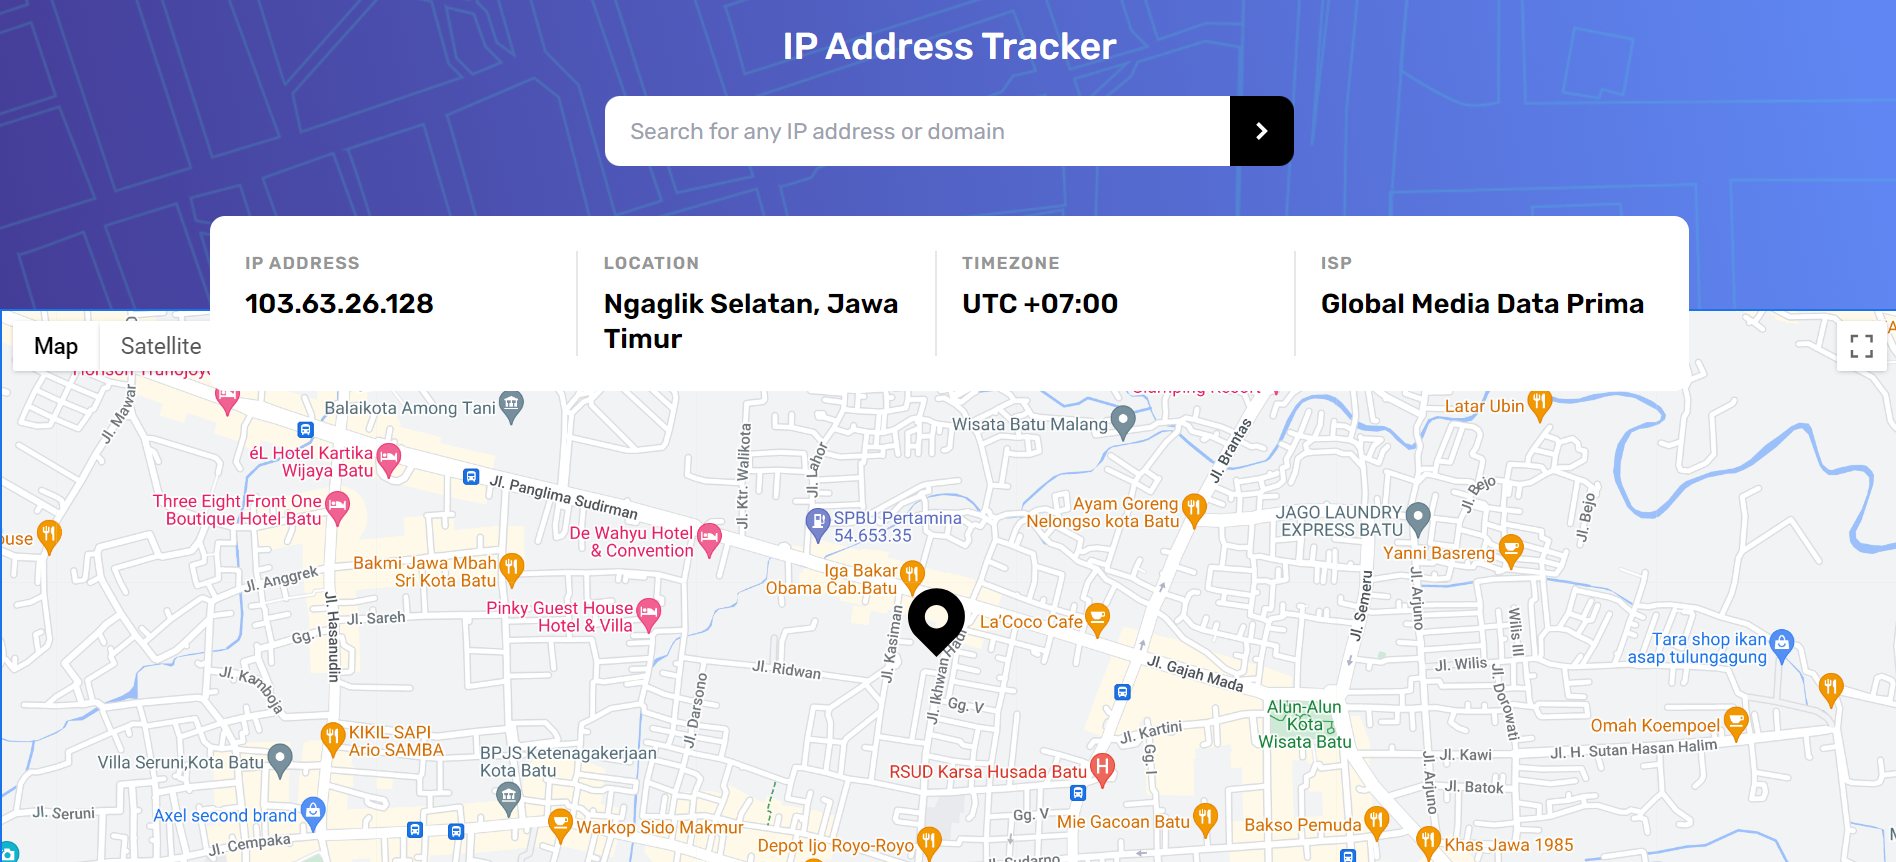 IP Address Tracker
Search for any IP address or domain
IP ADDRESS
103.63.26.128
LOCATION
Ngaglik Selatan, Jawa
Timur
TIMEZONE
UTC +07:00
ISP
Global Media Data Prima
Map
Satellite
Balaikota Among Tani
Wisata Batu Malang
Latar Ubin
Jl. Mawar
éL Hotel Kartika
Wijaya Batu
Jl. Panglima Sudirman
Jl. Ktr. Walikota
Jl. Lahor
Jl. Brantas
Three Eight Front One
Boutique Hotel Batu
De Wahyu Hotel
& Convention
SPBU Pertamina
54.653.35
Ayam Goreng
Nelongso kota Batu
JAGO LAUNDRY
EXPRESS BATU
Jl. Bejo
Jl. Bejo
Yanni Basreng
Bakmi Jawa Mbah
Sri Kota Batu
Iga Bakar
Obama Cab.Batu
Jl. Anggrek
Jl. Hasanudin
Jl. Sareh
Gg. I
Pinky Guest House
Hotel & Villa
La'Coco Cafe
Jl. Kasiman
Jl. Ikhwan Hadi
Jl. Semeru
Jl. Arjuno
Wilis III
Tara shop ikan
asap tulungagung
Jl. Ridwan
Jl. Gajah Mada
Jl. Wilis
Jl. Dorowati
Jl. Kamboja
Jl. Darsono
Gg. V
Alun-Alun
Kota
Wisata Batu
Omah Koempoel
KIKIL SAPI
Ario SAMBA
Villa Seruni,Kota Batu
BPJS Ketenagakerjaan
Kota Batu
Jl. Kartini
Gg. I
Jl. Kawi
Jl. H. Sutan Hasan Halim
RSUD Karsa Husada Batu
Jl. Arjuno
Jl. Batok
Jl. Seruni
Axel second brand
Gg. V
Mie Gacoan Batu
Bakso Pemuda
Warkop Sido Makmur
Jl. Cempaka
Depot Ijo Royo-Royo
Khas Jawa 1985
Jl. Sudarno